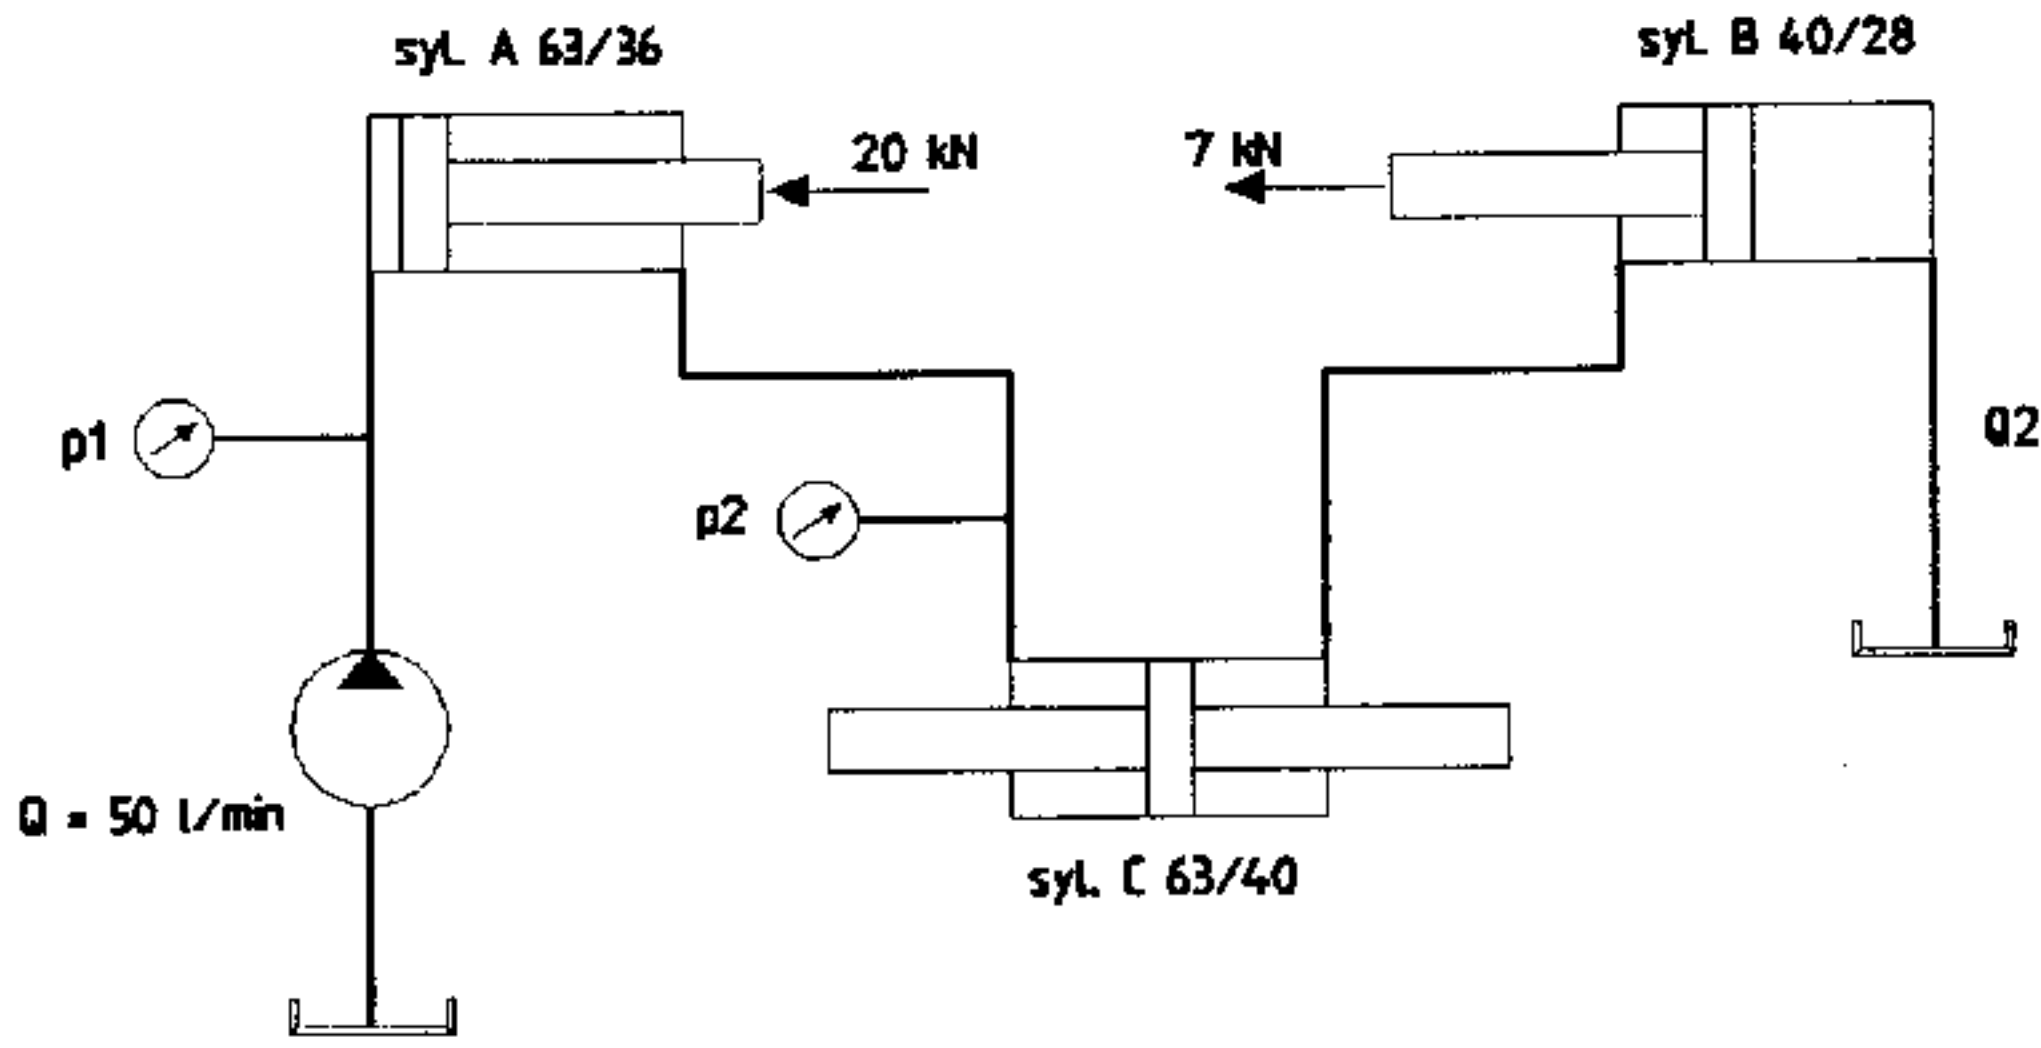 syl. A 63/36
syl. B 40/28
20 kN
7 kN
p1
Q2
p2
Q = 50 l/min
syl. C 63/40